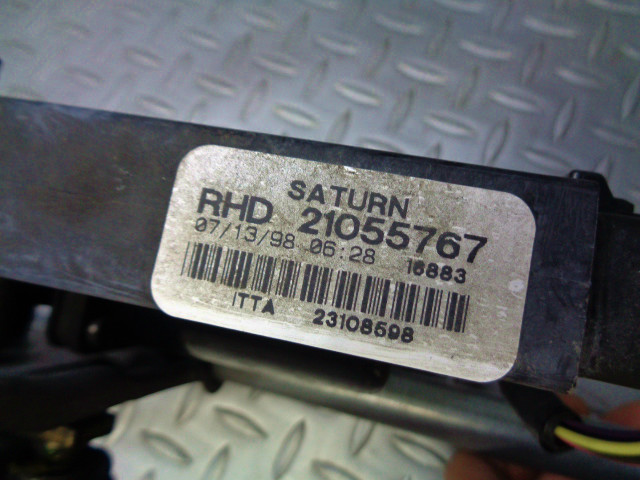 SATURN
RHD 21055767
07/13/98 06:28 16883
ITTA 23108598